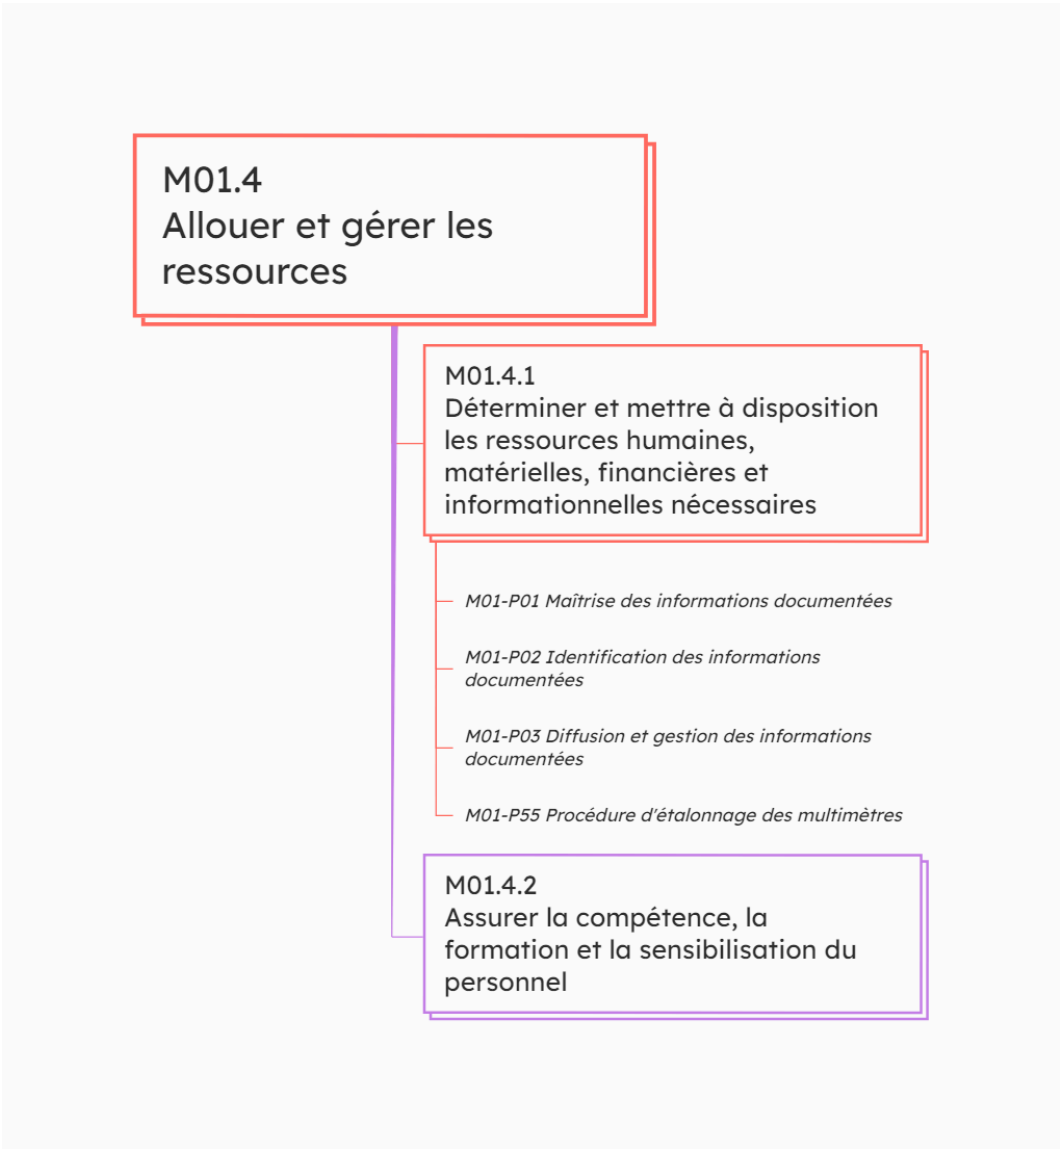 M01.4
Allouer et gérer les
ressources
M01.4.1
Déterminer et mettre à disposition
les ressources humaines,
matérielles, financières et
informationnelles nécessaires
M01-P01 Maîtrise des informations documentées
M01-P02 Identification des informations
documentées
M01-P03 Diffusion et gestion des informations
documentées
M01-P55 Procédure d'étalonnage des multimètres
M01.4.2
Assurer la compétence, la
formation et la sensibilisation du
personnel